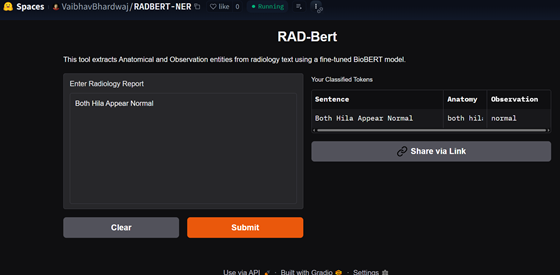 Spaces VaibhavBhardwaj/RADBERT-NER like 0 Running
RAD-Bert
This tool extracts Anatomical and Observation entities from radiology text using a fine-tuned BioBERT model.
Enter Radiology Report
Both Hila Appear Normal
Clear
Submit
Your Classified Tokens
Sentence Anatomy Observation
Both Hila Appear Normal both hila normal
Share via Link
Use via API · Built with Gradio · Settings